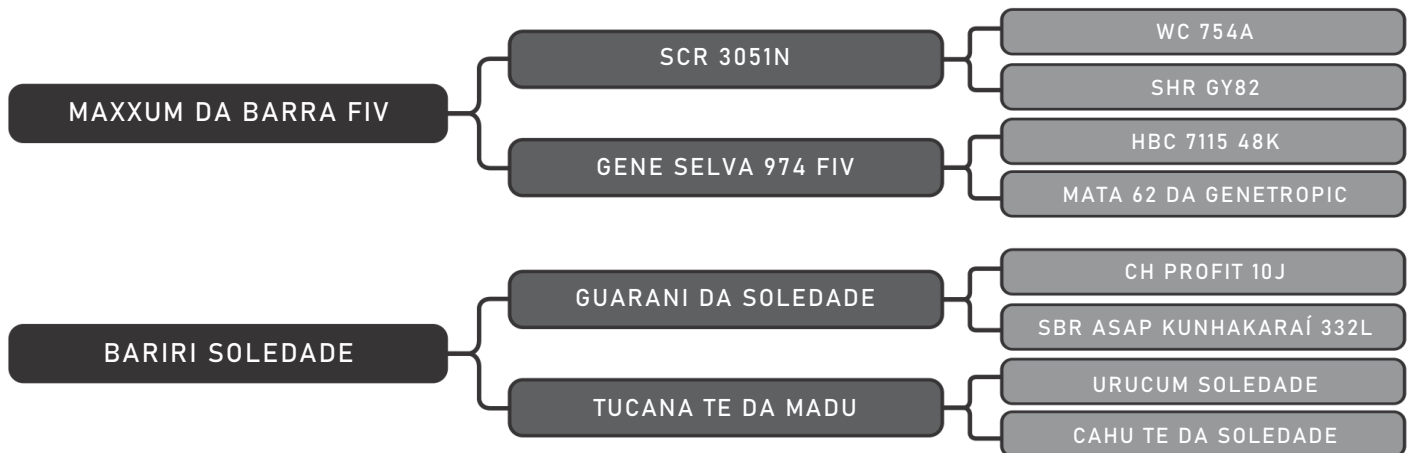 MAXXUM DA BARRA FIV
SCR 3051N
GENE SELVA 974 FIV
WC 754A
SHR GY82
HBC 7115 48K
MATA 62 DA GENETROPIC
BARIRI SOLEDADE
GUARANI DA SOLEDADE
TUCANA TE DA MADU
CH PROFIT 10J
SBR ASAP KUNHAKARAÍ 332L
URUCUM SOLEDADE
CAHU TE DA SOLEDADE